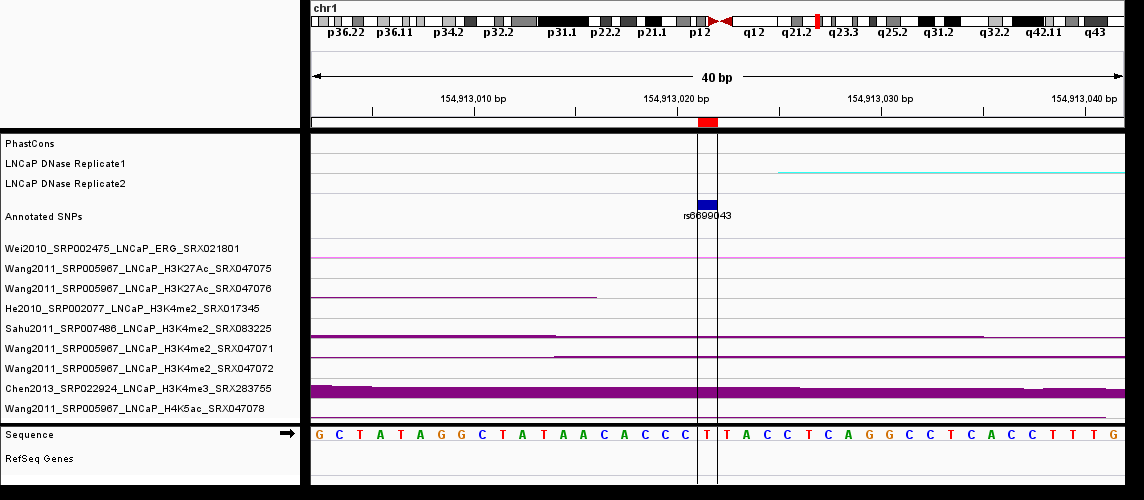 chr1
p36.22 p36.11 p34.2 p32.2 p31.1 p22.2 p21.1 p12 q12 q21.2 q23.3 q25.2 q31.2 q32.2 q42.11 q43
40 bp
154,913,010 bp 154,913,020 bp 154,913,030 bp 154,913,040 bp
PhastCons
LNCaP DNase Replicate1
LNCaP DNase Replicate2
Annotated SNPs
rs6699043
Wei2010_SRP002475_LNCaP_ERG_SRX021801
Wang2011_SRP005967_LNCaP_H3K27Ac_SRX047075
Wang2011_SRP005967_LNCaP_H3K27Ac_SRX047076
He2010_SRP002077_LNCaP_H3K4me2_SRX017345
Sahu2011_SRP007486_LNCaP_H3K4me2_SRX083225
Wang2011_SRP005967_LNCaP_H3K4me2_SRX047071
Wang2011_SRP005967_LNCaP_H3K4me2_SRX047072
Chen2013_SRP022924_LNCaP_H3K4me3_SRX283755
Wang2011_SRP005967_LNCaP_H4K5ac_SRX047078
Sequence G C T A T A G G C T A T A A C A C C C T T A C C T C A G G C C T C A C C T T T G
RefSeq Genes